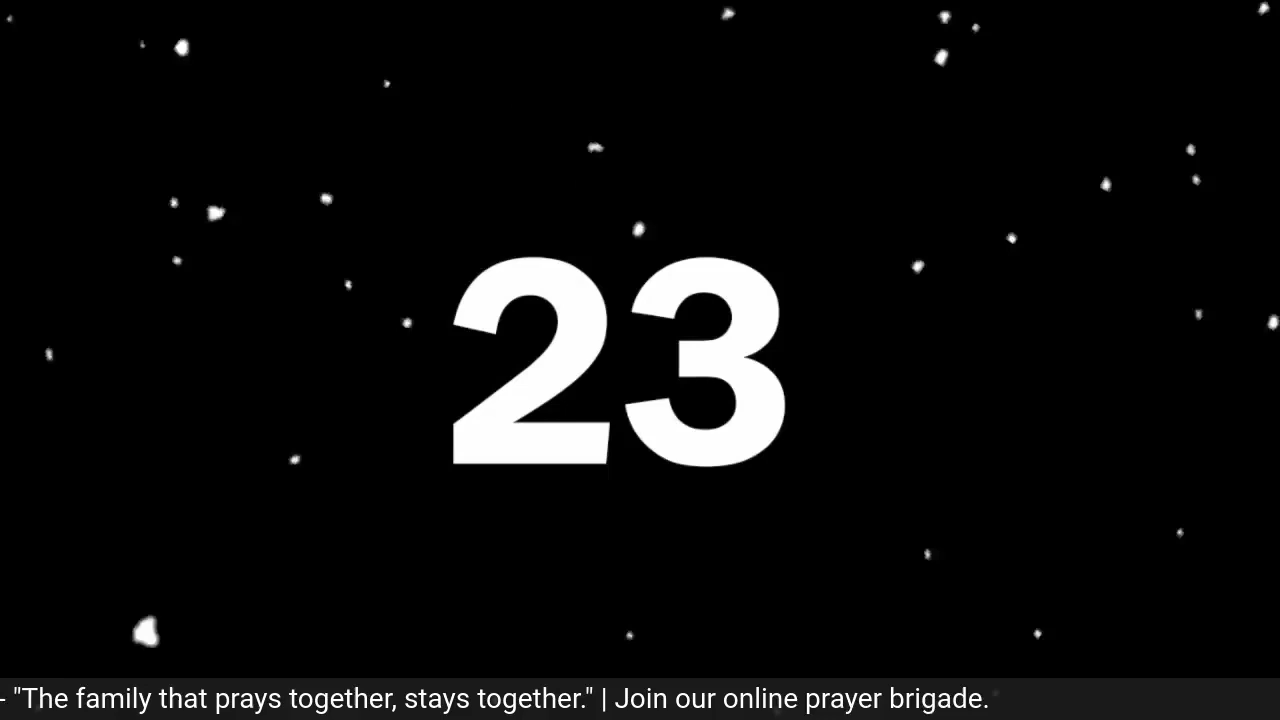 23
- "The family that prays together, stays together." | Join our online prayer brigade.